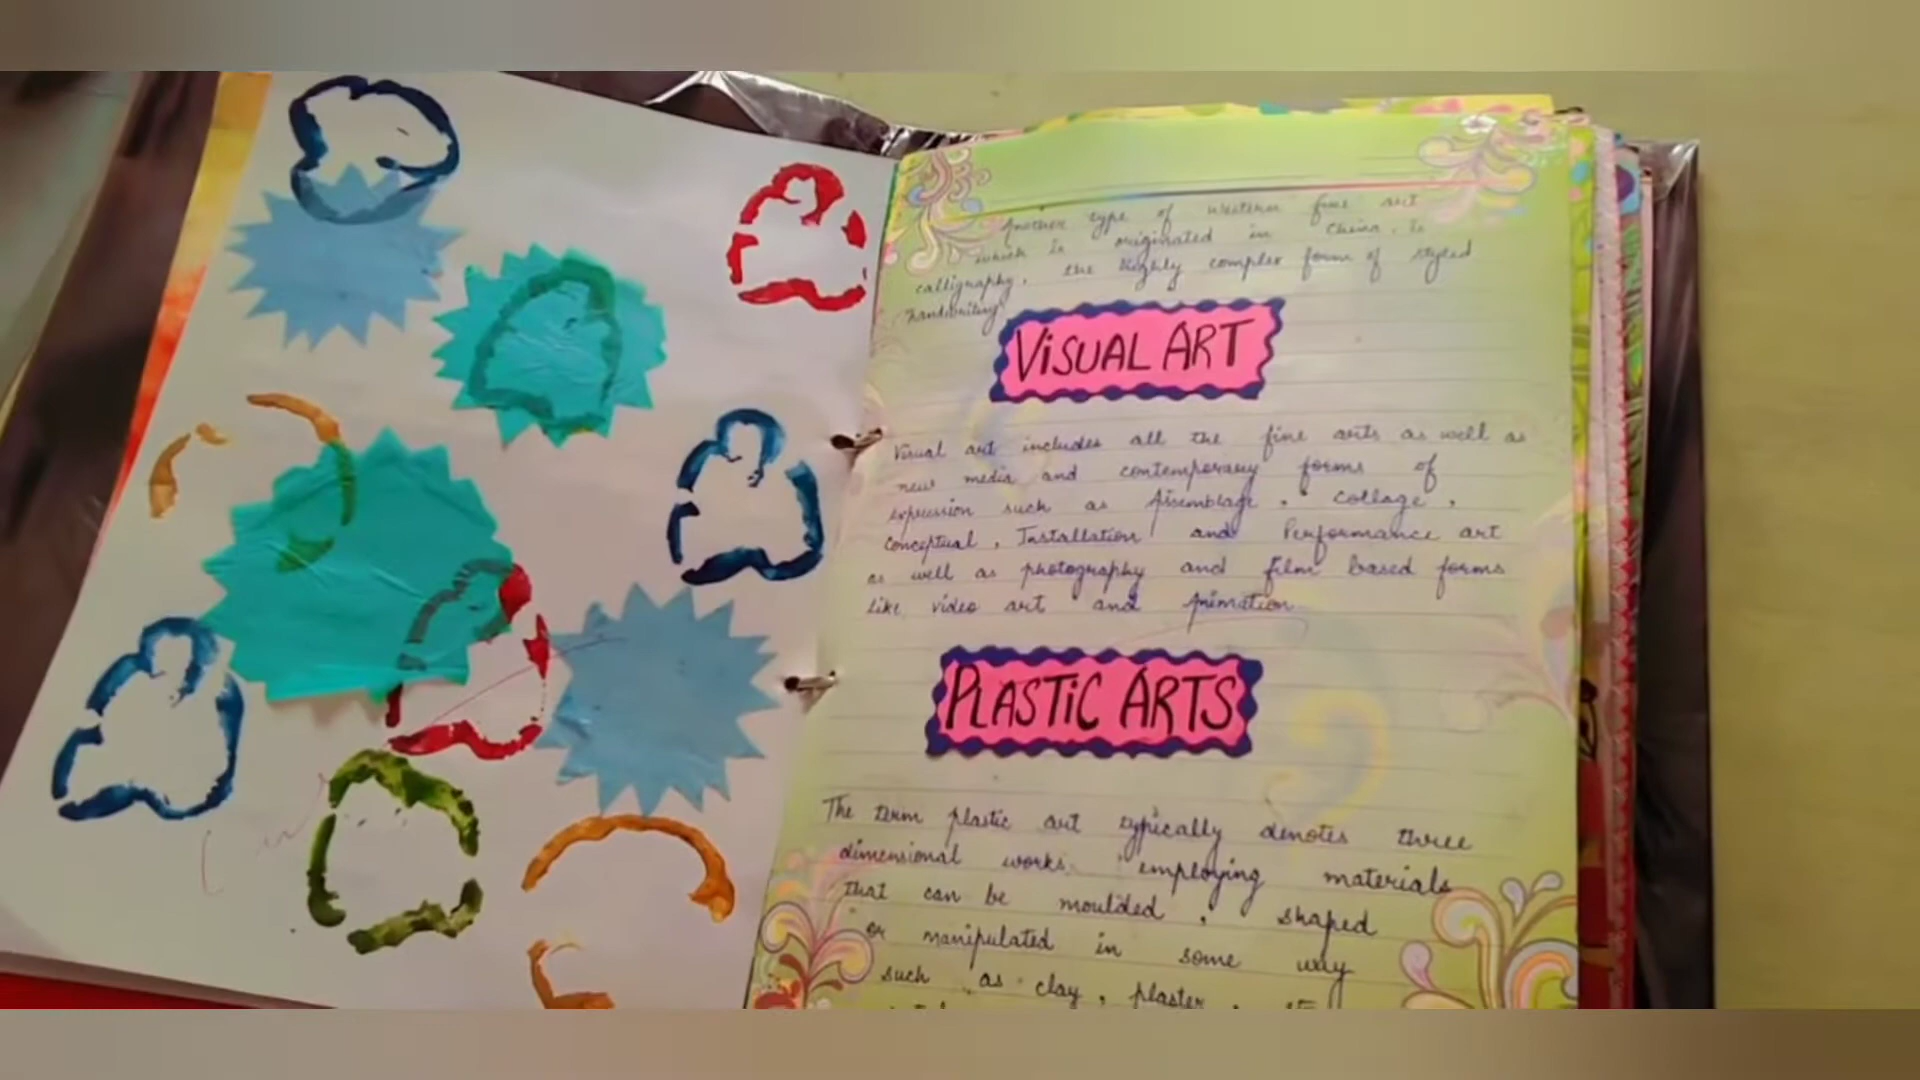 Another type of western fine art
which is originated in China. is
calligraphy, the highly complex form of styled
handwriting
VISUAL ART
Visual art includes all the fine arts as well as
new media and contemporary forms of
expression such as Assemblage, Collage,
Conceptual, Installation and Performance art
as well as photography and film based forms
like video art and Animation
PLASTIC ARTS
The term plastic art typically denotes three
dimensional works employing materials
that can be moulded, shaped
or manipulated in some way
such as clay, plaster,